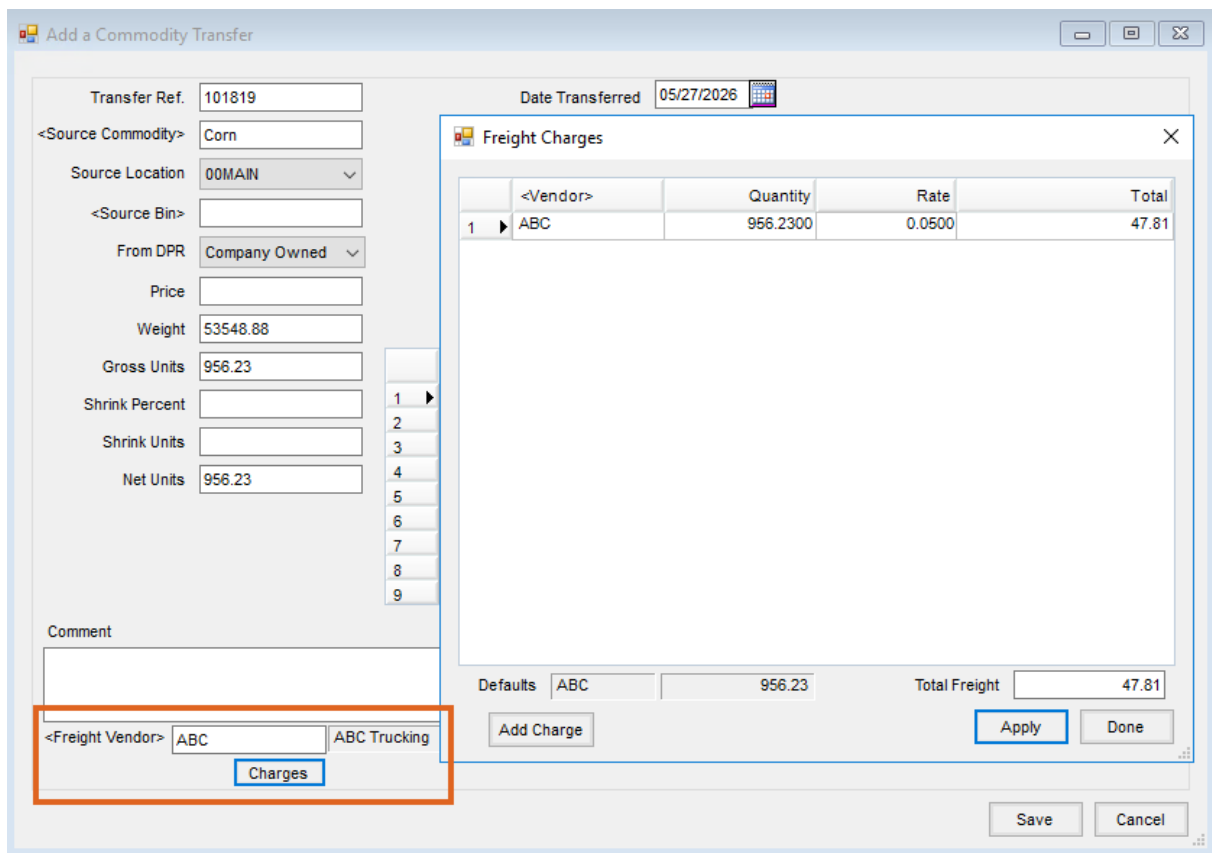 Add a Commodity Transfer
Transfer Ref. 101819
Date Transferred 05/27/2026
<Source Commodity> Corn
Source Location 00MAIN
<Source Bin>
From DPR Company Owned
Price
Weight 53548.88
Gross Units 956.23
Shrink Percent
Shrink Units
Net Units 956.23
1
2
3
4
5
6
7
8
9
Comment
<Freight Vendor> ABC ABC Trucking
Charges
Freight Charges
<Vendor> Quantity Rate Total
1 ABC 956.2300 0.0500 47.81
Defaults ABC 956.23 Total Freight 47.81
Add Charge Apply Done
Save Cancel